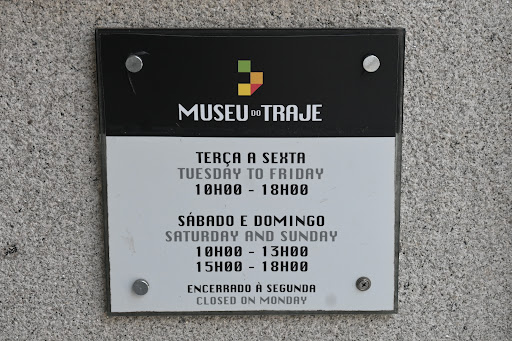 MUSEU DO TRAJE
TERÇA A SEXTA
TUESDAY TO FRIDAY
10H00 - 18H00
SÁBADO E DOMINGO
SATURDAY AND SUNDAY
10H00 - 13H00
15H00 - 18H00
ENCERRADO À SEGUNDA
CLOSED ON MONDAY